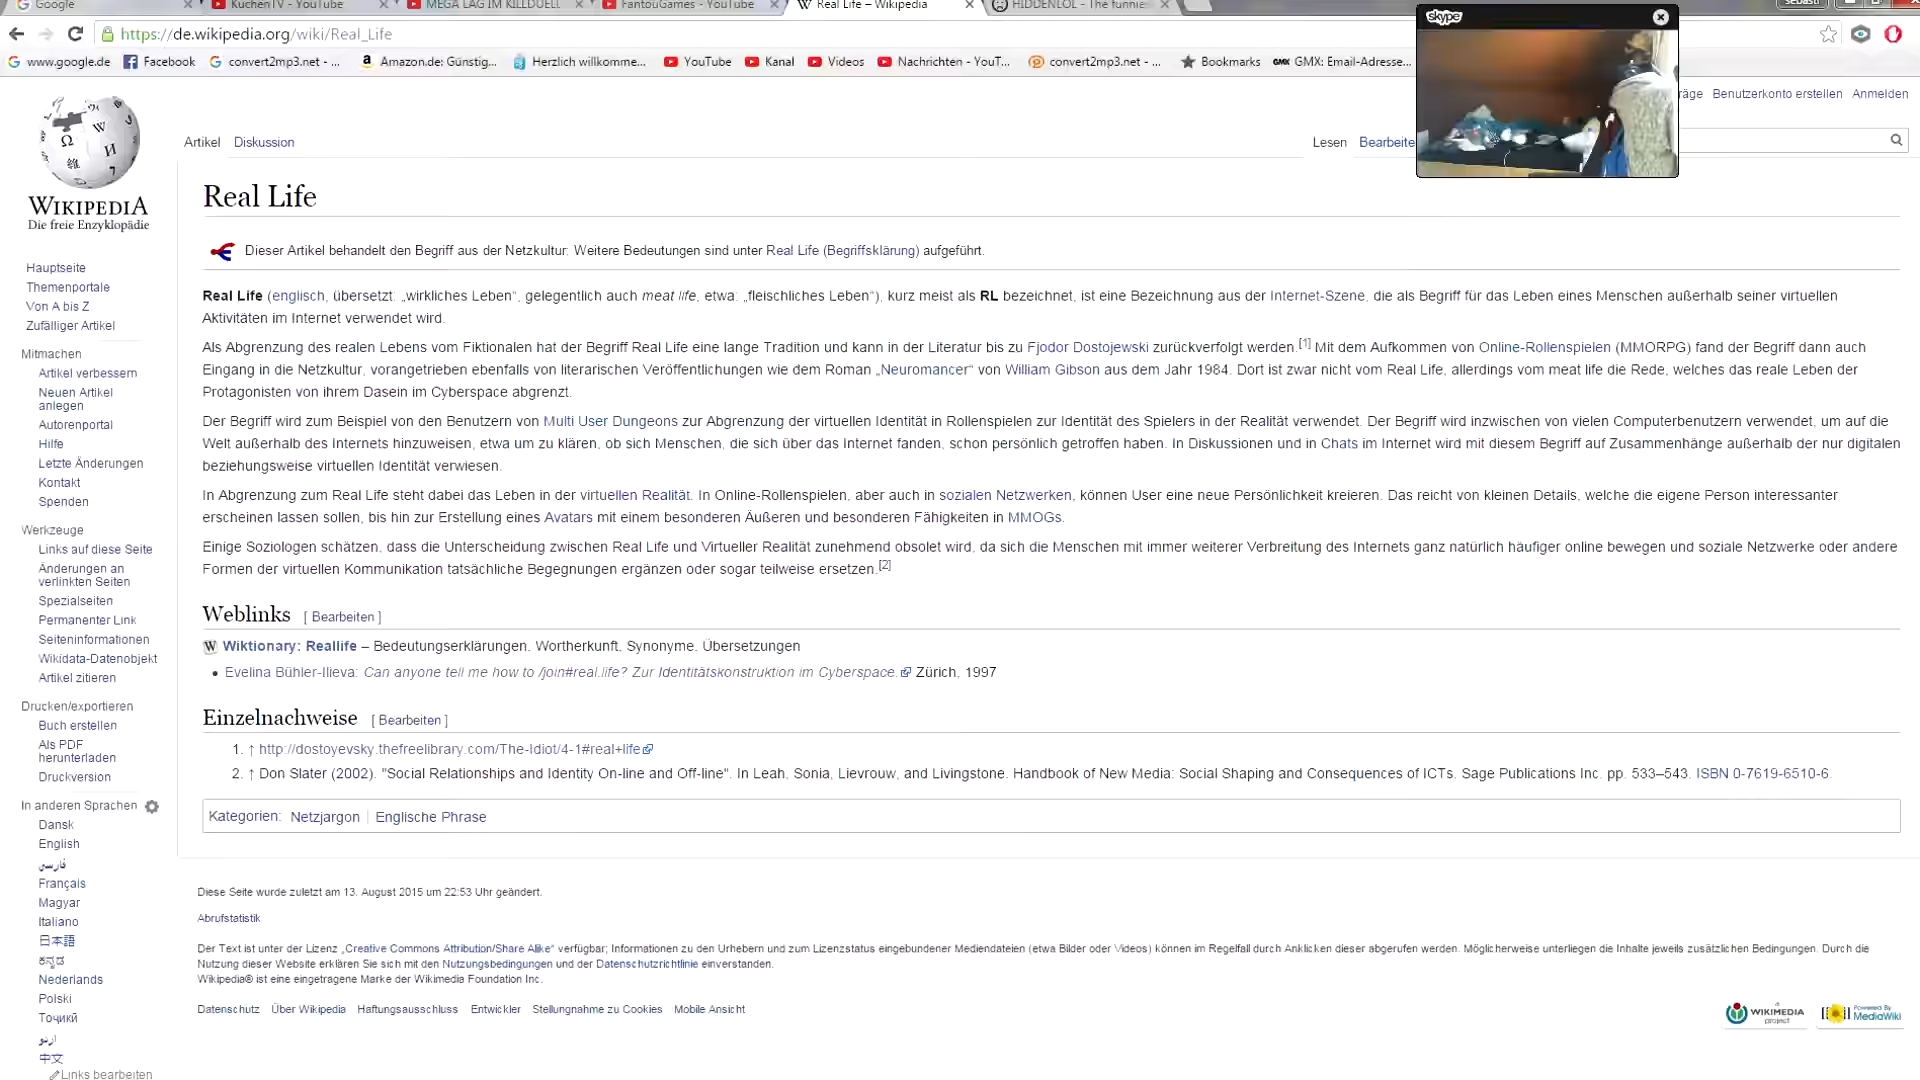 Google
KuchenTV - YouTube
MEGA LAG IM KILLDUELL
FantouGames - YouTube
Real Life – Wikipedia
HIDDENLOL - The funnies
https://de.wikipedia.org/wiki/Real_Life
www.google.de
Facebook
convert2mp3.net - ...
Amazon.de: Günstig...
Herzlich willkomme...
YouTube
Kanal
Videos
Nachrichten - YouT...
convert2mp3.net - ...
Bookmarks
GMX: Email-Adresse...
skype
räge Benutzerkonto erstellen Anmelden
Artikel Diskussion
Lesen Bearbeite
WIKIPEDIA
Die freie Enzyklopädie
Hauptseite
Themenportale
Von A bis Z
Zufälliger Artikel
Mitmachen
Artikel verbessern
Neuen Artikel
anlegen
Autorenportal
Hilfe
Letzte Änderungen
Kontakt
Spenden
Werkzeuge
Links auf diese Seite
Änderungen an
verlinkten Seiten
Spezialseiten
Permanenter Link
Seiteninformationen
Wikidata-Datenobjekt
Artikel zitieren
Drucken/exportieren
Buch erstellen
Als PDF
herunterladen
Druckversion
In anderen Sprachen
Dansk
English
فارسی
Français
Magyar
Italiano
日本語
ಕನ್ನಡ
Nederlands
Polski
Тоҷикӣ
اردو
中文
Links bearbeiten
Real Life
Dieser Artikel behandelt den Begriff aus der Netzkultur: Weitere Bedeutungen sind unter Real Life (Begriffsklärung) aufgeführt.
Real Life (englisch, übersetzt: „wirkliches Leben“, gelegentlich auch meat life, etwa: „fleischliches Leben“), kurz meist als RL bezeichnet, ist eine Bezeichnung aus der Internet-Szene, die als Begriff für das Leben eines Menschen außerhalb seiner virtuellen
Aktivitäten im Internet verwendet wird.
Als Abgrenzung des realen Lebens vom Fiktionalen hat der Begriff Real Life eine lange Tradition und kann in der Literatur bis zu Fjodor Dostojewski zurückverfolgt werden.[1] Mit dem Aufkommen von Online-Rollenspielen (MMORPG) fand der Begriff dann auch
Eingang in die Netzkultur, vorangetrieben ebenfalls von literarischen Veröffentlichungen wie dem Roman „Neuromancer“ von William Gibson aus dem Jahr 1984. Dort ist zwar nicht vom Real Life, allerdings vom meat life die Rede, welches das reale Leben der
Protagonisten von ihrem Dasein im Cyberspace abgrenzt.
Der Begriff wird zum Beispiel von den Benutzern von Multi User Dungeons zur Abgrenzung der virtuellen Identität in Rollenspielen zur Identität des Spielers in der Realität verwendet. Der Begriff wird inzwischen von vielen Computerbenutzern verwendet, um auf die
Welt außerhalb des Internets hinzuweisen, etwa um zu klären, ob sich Menschen, die sich über das Internet fanden, schon persönlich getroffen haben. In Diskussionen und in Chats im Internet wird mit diesem Begriff auf Zusammenhänge außerhalb der nur digitalen
beziehungsweise virtuellen Identität verwiesen.
In Abgrenzung zum Real Life steht dabei das Leben in der virtuellen Realität. In Online-Rollenspielen, aber auch in sozialen Netzwerken, können User eine neue Persönlichkeit kreieren. Das reicht von kleinen Details, welche die eigene Person interessanter
erscheinen lassen sollen, bis hin zur Erstellung eines Avatars mit einem besonderen Äußeren und besonderen Fähigkeiten in MMOGs.
Einige Soziologen schätzen, dass die Unterscheidung zwischen Real Life und Virtueller Realität zunehmend obsolet wird, da sich die Menschen mit immer weiterer Verbreitung des Internets ganz natürlich häufiger online bewegen und soziale Netzwerke oder andere
Formen der virtuellen Kommunikation tatsächliche Begegnungen ergänzen oder sogar teilweise ersetzen.[2]
Weblinks [ Bearbeiten ]
Wiktionary: Reallife – Bedeutungserklärungen, Wortherkunft, Synonyme, Übersetzungen
• Evelina Bühler-Ilieva: Can anyone tell me how to /join#real.life? Zur Identitätskonstruktion im Cyberspace. Zürich, 1997
Einzelnachweise [ Bearbeiten ]
1. ↑ http://dostoyevsky.thefreelibrary.com/The-Idiot/4-1#real+life
2. ↑ Don Slater (2002). "Social Relationships and Identity On-line and Off-line". In Leah, Sonia, Lievrouw, and Livingstone. Handbook of New Media: Social Shaping and Consequences of ICTs. Sage Publications Inc. pp. 533–543. ISBN 0-7619-6510-6.
Kategorien: Netzjargon | Englische Phrase
Diese Seite wurde zuletzt am 13. August 2015 um 22:53 Uhr geändert.
Abrufstatistik
Der Text ist unter der Lizenz „Creative Commons Attribution/Share Alike“ verfügbar; Informationen zu den Urhebern und zum Lizenzstatus eingebundener Mediendateien (etwa Bilder oder Videos) können im Regelfall durch Anklicken dieser abgerufen werden. Möglicherweise unterliegen die Inhalte jeweils zusätzlichen Bedingungen. Durch die
Nutzung dieser Website erklären Sie sich mit den Nutzungsbedingungen und der Datenschutzrichtlinie einverstanden.
Wikipedia® ist eine eingetragene Marke der Wikimedia Foundation Inc.
Datenschutz Über Wikipedia Haftungsausschluss Entwickler Stellungnahme zu Cookies Mobile Ansicht
A
WIKIMEDIA
project
Powered By
MediaWiki